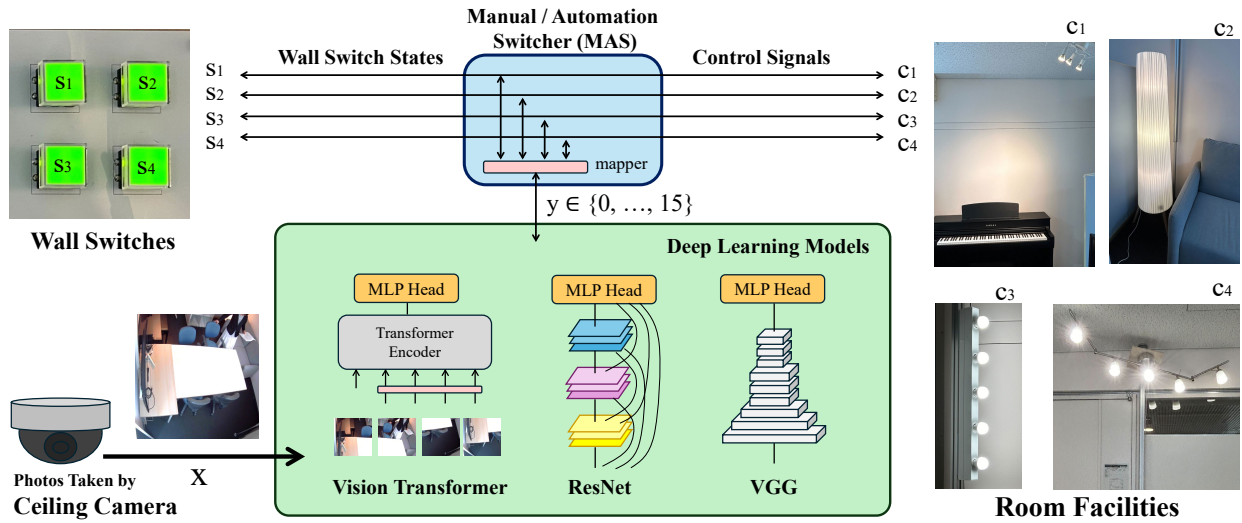 Manual / Automation
Switcher (MAS)
Wall Switch States
Control Signals
S1
S2
S3
S4
S1
S2
S3
S4
c1
c2
c3
c4
mapper
y ∈ {0, …, 15}
Wall Switches
Deep Learning Models
MLP Head
MLP Head
MLP Head
Transformer
Encoder
Vision Transformer
ResNet
VGG
Photos Taken by
Ceiling Camera
X
c1
c2
c3
c4
Room Facilities